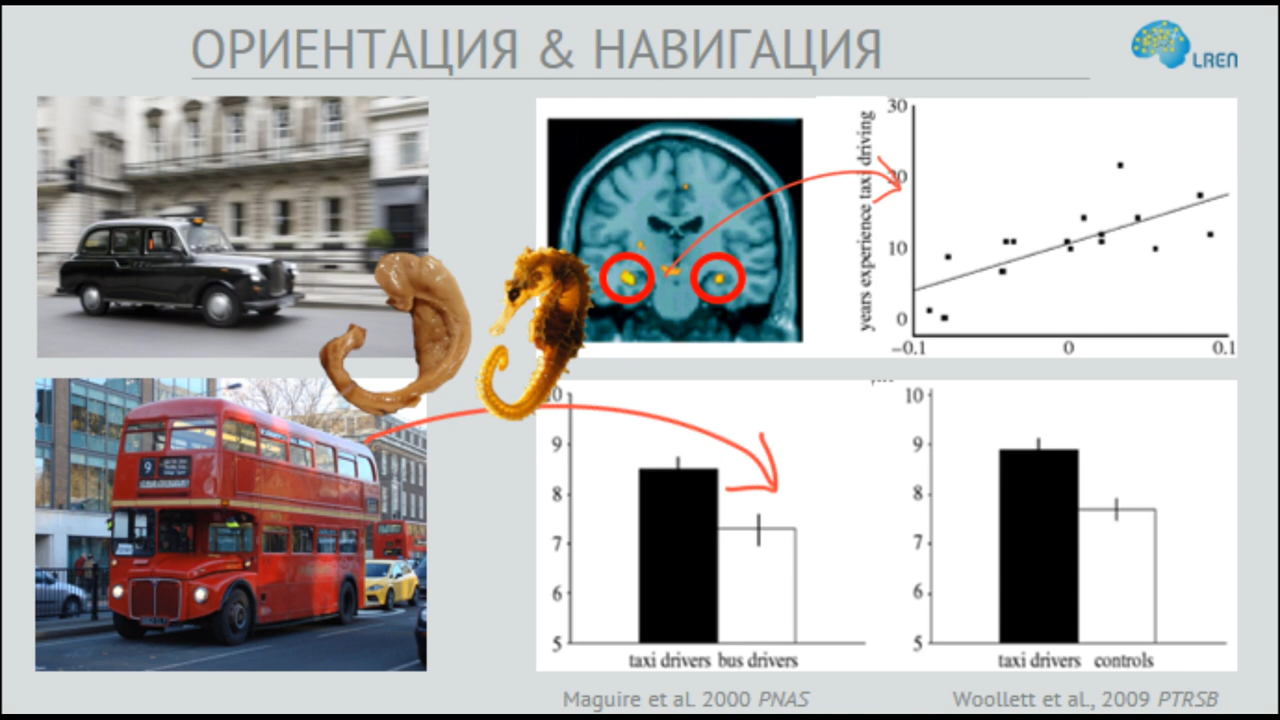 ОРИЕНТАЦИЯ & НАВИГАЦИЯ
LREN
years experience taxi driving
30
20
10
0
−0.1 0 0.1
9
10
9
8
7
6
5
taxi drivers bus drivers
10
9
8
7
6
5
taxi drivers controls
Maguire et al. 2000 PNAS
Woollett et al., 2009 PTRSB